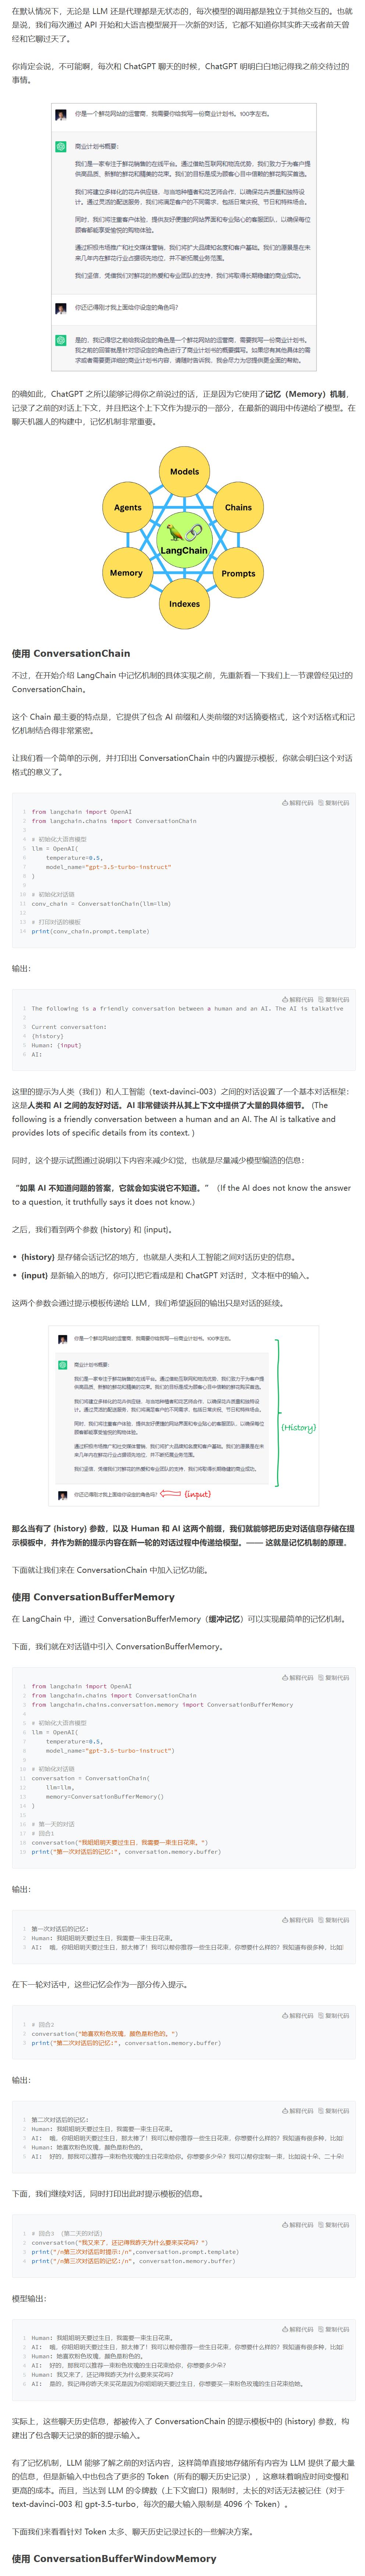 在默认情况下，无论是 LLM 还是代理都是无状态的，每次模型的调用都是独立于其他交互的。也就
是说，我们每次通过 API 开始和大语言模型展开一次新的对话，它都不知道你其实昨天或者前天曾
经和它聊过天了。
你肯定会说，不可能啊，每次和 ChatGPT 聊天的时候，ChatGPT 明明白白地记得我之前交待过的
事情。
你是一个鲜花网站的运营商，我需要你给我写一份商业计划书。100字左右。
商业计划书概要：
我们是一家专注于鲜花销售的在线平台。通过借助互联网和物流优势，我们致力于为客户提
供高品质、新鲜的鲜花和精美的花束。我们的目标是成为顾客心目中信赖的鲜花购买首选。
我们将建立多样化的花卉供应链，与当地种植者和花艺师合作，以确保花卉质量和独特设
计。通过灵活的配送服务，我们将满足客户的不同需求，包括日常庆祝、节日和特殊场合。
同时，我们将注重客户体验，提供友好便捷的网站界面和专业贴心的客服团队，以确保每位
顾客都能享受愉悦的购物体验。
通过积极市场推广和社交媒体营销，我们将扩大品牌知名度和客户基础。我们的愿景是在未
来几年内在鲜花行业占据领先地位，并不断拓展业务范围。
我们坚信，凭借我们对鲜花的热爱和专业团队的支持，我们将取得长期稳健的商业成功。
你还记得刚才我上面给你设定的角色吗？
是的，我记得您之前给我设定的角色是一个鲜花网站的运营商，需要我写一份商业计划书。
我之前的回答就是针对您设定的角色进行了商业计划书的概要撰写。如果您有其他具体的需
求或者需要更详细的商业计划书内容，请随时告诉我，我会尽力为您提供更全面的帮助。
的确如此，ChatGPT 之所以能够记得你之前说过的话，正是因为它使用了记忆（Memory）机制，
记录了之前的对话上下文，并且把这个上下文作为提示的一部分，在最新的调用中传递给了模型。在
聊天机器人的构建中，记忆机制非常重要。
Models
Agents
Chains
LangChain
Memory
Prompts
Indexes
使用 ConversationChain
不过，在开始介绍 LangChain 中记忆机制的具体实现之前，先重新看一下我们上一节课曾经见过的
ConversationChain。
这个 Chain 最主要的特点是，它提供了包含 AI 前缀和人类前缀的对话摘要格式，这个对话格式和记
忆机制结合得非常紧密。
让我们看一个简单的示例，并打印出 ConversationChain 中的内置提示模板，你就会明白这个对话
格式的意义了。
解释代码 复制代码
1 from langchain import OpenAI
2 from langchain.chains import ConversationChain
3
4 # 初始化大语言模型
5 llm = OpenAI(
6 temperature=0.5,
7 model_name="gpt-3.5-turbo-instruct"
8 )
9
10 # 初始化对话链
11 conv_chain = ConversationChain(llm=llm)
12
13 # 打印对话的模板
14 print(conv_chain.prompt.template)
输出：
解释代码 复制代码
1 The following is a friendly conversation between a human and an AI. The AI is talkative
2
3 Current conversation:
4 {history}
5 Human: {input}
6 AI:
这里的提示为人类（我们）和人工智能（text-davinci-003）之间的对话设置了一个基本对话框架：
这是人类和 AI 之间的友好对话。AI 非常健谈并从其上下文中提供了大量的具体细节。 (The
following is a friendly conversation between a human and an AI. The AI is talkative and
provides lots of specific details from its context. )
同时，这个提示试图通过说明以下内容来减少幻觉，也就是尽量减少模型编造的信息：
“如果 AI 不知道问题的答案，它就会如实说它不知道。”（If the AI does not know the answer
to a question, it truthfully says it does not know.）
之后，我们看到两个参数 {history} 和 {input}。
▪ {history} 是存储会话记忆的地方，也就是人类和人工智能之间对话历史的信息。
▪ {input} 是新输入的地方，你可以把它看成是和 ChatGPT 对话时，文本框中的输入。
这两个参数会通过提示模板传递给 LLM，我们希望返回的输出只是对话的延续。
你是一个鲜花网站的运营商，我需要你给我写一份商业计划书。100字左右。
商业计划书概要：
我们是一家专注于鲜花销售的在线平台。通过借助互联网和物流优势，我们致力于为客户提
供高品质、新鲜的鲜花和精美的花束。我们的目标是成为顾客心目中信赖的鲜花购买首选。
我们将建立多样化的花卉供应链，与当地种植者和花艺师合作，以确保花卉质量和独特设
计。通过灵活的配送服务，我们将满足客户的不同需求，包括日常庆祝、节日和特殊场合。
同时，我们将注重客户体验，提供友好便捷的网站界面和专业贴心的客服团队，以确保每位
顾客都能享受愉悦的购物体验。
通过积极市场推广和社交媒体营销，我们将扩大品牌知名度和客户基础。我们的愿景是在未
来几年内在鲜花行业占据领先地位，并不断拓展业务范围。
我们坚信，凭借我们对鲜花的热爱和专业团队的支持，我们将取得长期稳健的商业成功。
{History}
你还记得刚才我上面给你设定的角色吗？ {input}
那么当有了 {history} 参数，以及 Human 和 AI 这两个前缀，我们就能够把历史对话信息存储在提
示模板中，并作为新的提示内容在新一轮的对话过程中传递给模型。—— 这就是记忆机制的原理。
下面就让我们来在 ConversationChain 中加入记忆功能。
使用 ConversationBufferMemory
在 LangChain 中，通过 ConversationBufferMemory（缓冲记忆）可以实现最简单的记忆机制。
下面，我们就在对话链中引入 ConversationBufferMemory。
解释代码 复制代码
1 from langchain import OpenAI
2 from langchain.chains import ConversationChain
3 from langchain.chains.conversation.memory import ConversationBufferMemory
4
5 # 初始化大语言模型
6 llm = OpenAI(
7 temperature=0.5,
8 model_name="gpt-3.5-turbo-instruct")
9
10 # 初始化对话链
11 conversation = ConversationChain(
12 llm=llm,
13 memory=ConversationBufferMemory()
14 )
15
16 # 第一天的对话
17 # 回合1
18 conversation("我姐姐明天要过生日，我需要一束生日花束。")
19 print("第一次对话后的记忆:", conversation.memory.buffer)
输出：
解释代码 复制代码
1 第一次对话后的记忆:
2 Human: 我姐姐明天要过生日，我需要一束生日花束。
3 AI: 哦，你姐姐明天要过生日，那太棒了！我可以帮你推荐一些生日花束，你想要什么样的？我知道有很多种，比如
在下一轮对话中，这些记忆会作为一部分传入提示。
解释代码 复制代码
1 # 回合2
2 conversation("她喜欢粉色玫瑰，颜色是粉色的。")
3 print("第二次对话后的记忆:", conversation.memory.buffer)
输出：
解释代码 复制代码
1 第二次对话后的记忆:
2 Human: 我姐姐明天要过生日，我需要一束生日花束。
3 AI: 哦，你姐姐明天要过生日，那太棒了！我可以帮你推荐一些生日花束，你想要什么样的？我知道有很多种，比如
4 Human: 她喜欢粉色玫瑰，颜色是粉色的。
5 AI: 好的，那我可以推荐一束粉色玫瑰的生日花束给你。你想要多少朵？我可以帮你定制一束，比如说十朵、二十朵
下面，我们继续对话，同时打印出此时提示模板的信息。
解释代码 复制代码
1 # 回合3 （第二天的对话）
2 conversation("我又来了，还记得我昨天为什么要来买花吗？")
3 print("/n第三次对话后时提示:/n",conversation.prompt.template)
4 print("/n第三次对话后的记忆:/n", conversation.memory.buffer)
模型输出：
解释代码 复制代码
1 Human: 我姐姐明天要过生日，我需要一束生日花束。
2 AI: 哦，你姐姐明天要过生日，那太棒了！我可以帮你推荐一些生日花束，你想要什么样的？我知道有很多种，比如
3 Human: 她喜欢粉色玫瑰，颜色是粉色的。
4 AI: 好的，那我可以推荐一束粉色玫瑰的生日花束给你，你想要多少朵？
5 Human: 我又来了，还记得我昨天为什么要来买花吗？
6 AI: 是的，我记得你昨天来买花是因为你姐姐明天要过生日，你想要买一束粉色玫瑰的生日花束给她。
实际上，这些聊天历史信息，都被传入了 ConversationChain 的提示模板中的 {history} 参数，构
建出了包含聊天记录的新的提示输入。
有了记忆机制，LLM 能够了解之前的对话内容，这样简单直接地存储所有内容为 LLM 提供了最大量
的信息，但是新输入中也包含了更多的 Token（所有的聊天历史记录），这意味着响应时间变慢和
更高的成本。而且，当达到 LLM 的令牌数（上下文窗口）限制时，太长的对话无法被记住（对于
text-davinci-003 和 gpt-3.5-turbo，每次的最大输入限制是 4096 个 Token）。
下面我们来看看针对 Token 太多、聊天历史记录过长的一些解决方案。
使用 ConversationBufferWindowMemory